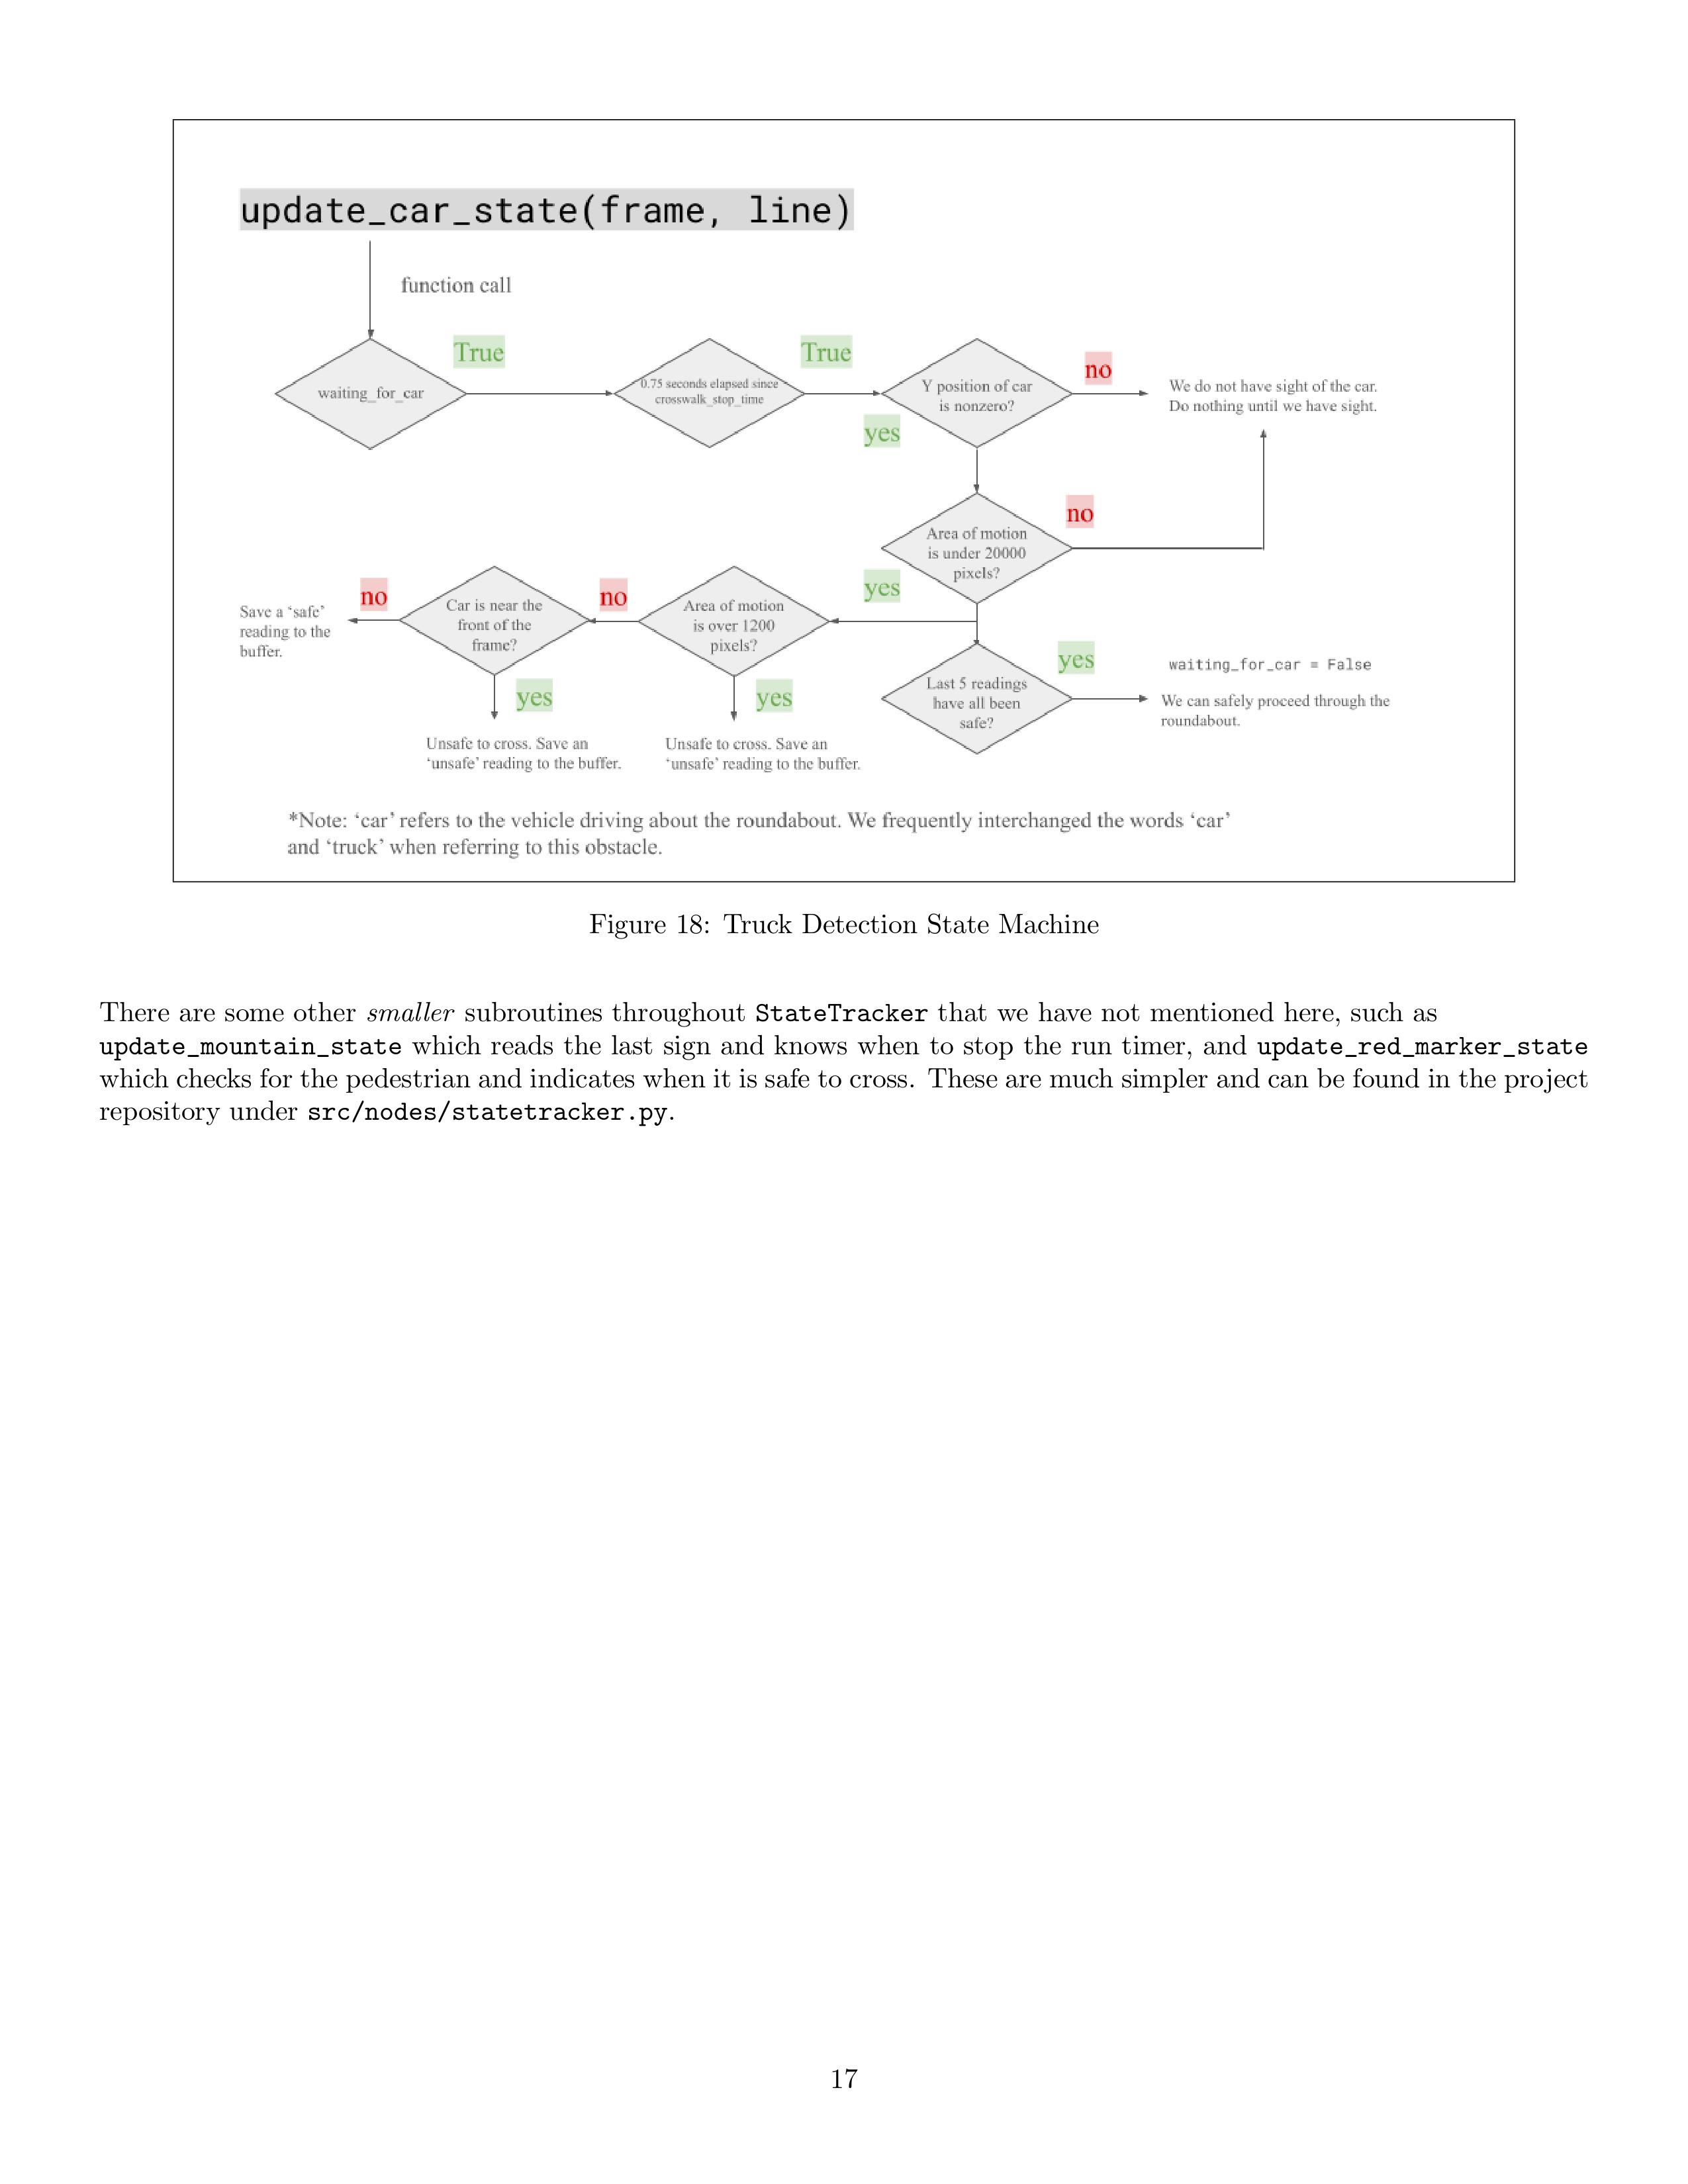 update_car_state(frame, line)
function call
True
True
no
waiting_for_car
0.75 seconds elapsed since
crosswalk_stop_time
Y position of car
is nonzero?
We do not have sight of the car.
Do nothing until we have sight.
yes
no
Area of motion
is under 20000
pixels?
yes
no
no
Save a ‘safe’
reading to the
buffer.
Car is near the
front of the
frame?
Area of motion
is over 1200
pixels?
yes
yes
yes
Last 5 readings
have all been
safe?
waiting_for_car = False
We can safely proceed through the
roundabout.
Unsafe to cross. Save an
‘unsafe’ reading to the buffer.
Unsafe to cross. Save an
‘unsafe’ reading to the buffer.
*Note: ‘car’ refers to the vehicle driving about the roundabout. We frequently interchanged the words ‘car’
and ‘truck’ when referring to this obstacle.
Figure 18: Truck Detection State Machine
There are some other smaller subroutines throughout StateTracker that we have not mentioned here, such as
update_mountain_state which reads the last sign and knows when to stop the run timer, and update_red_marker_state
which checks for the pedestrian and indicates when it is safe to cross. These are much simpler and can be found in the project
repository under src/nodes/statetracker.py.
17